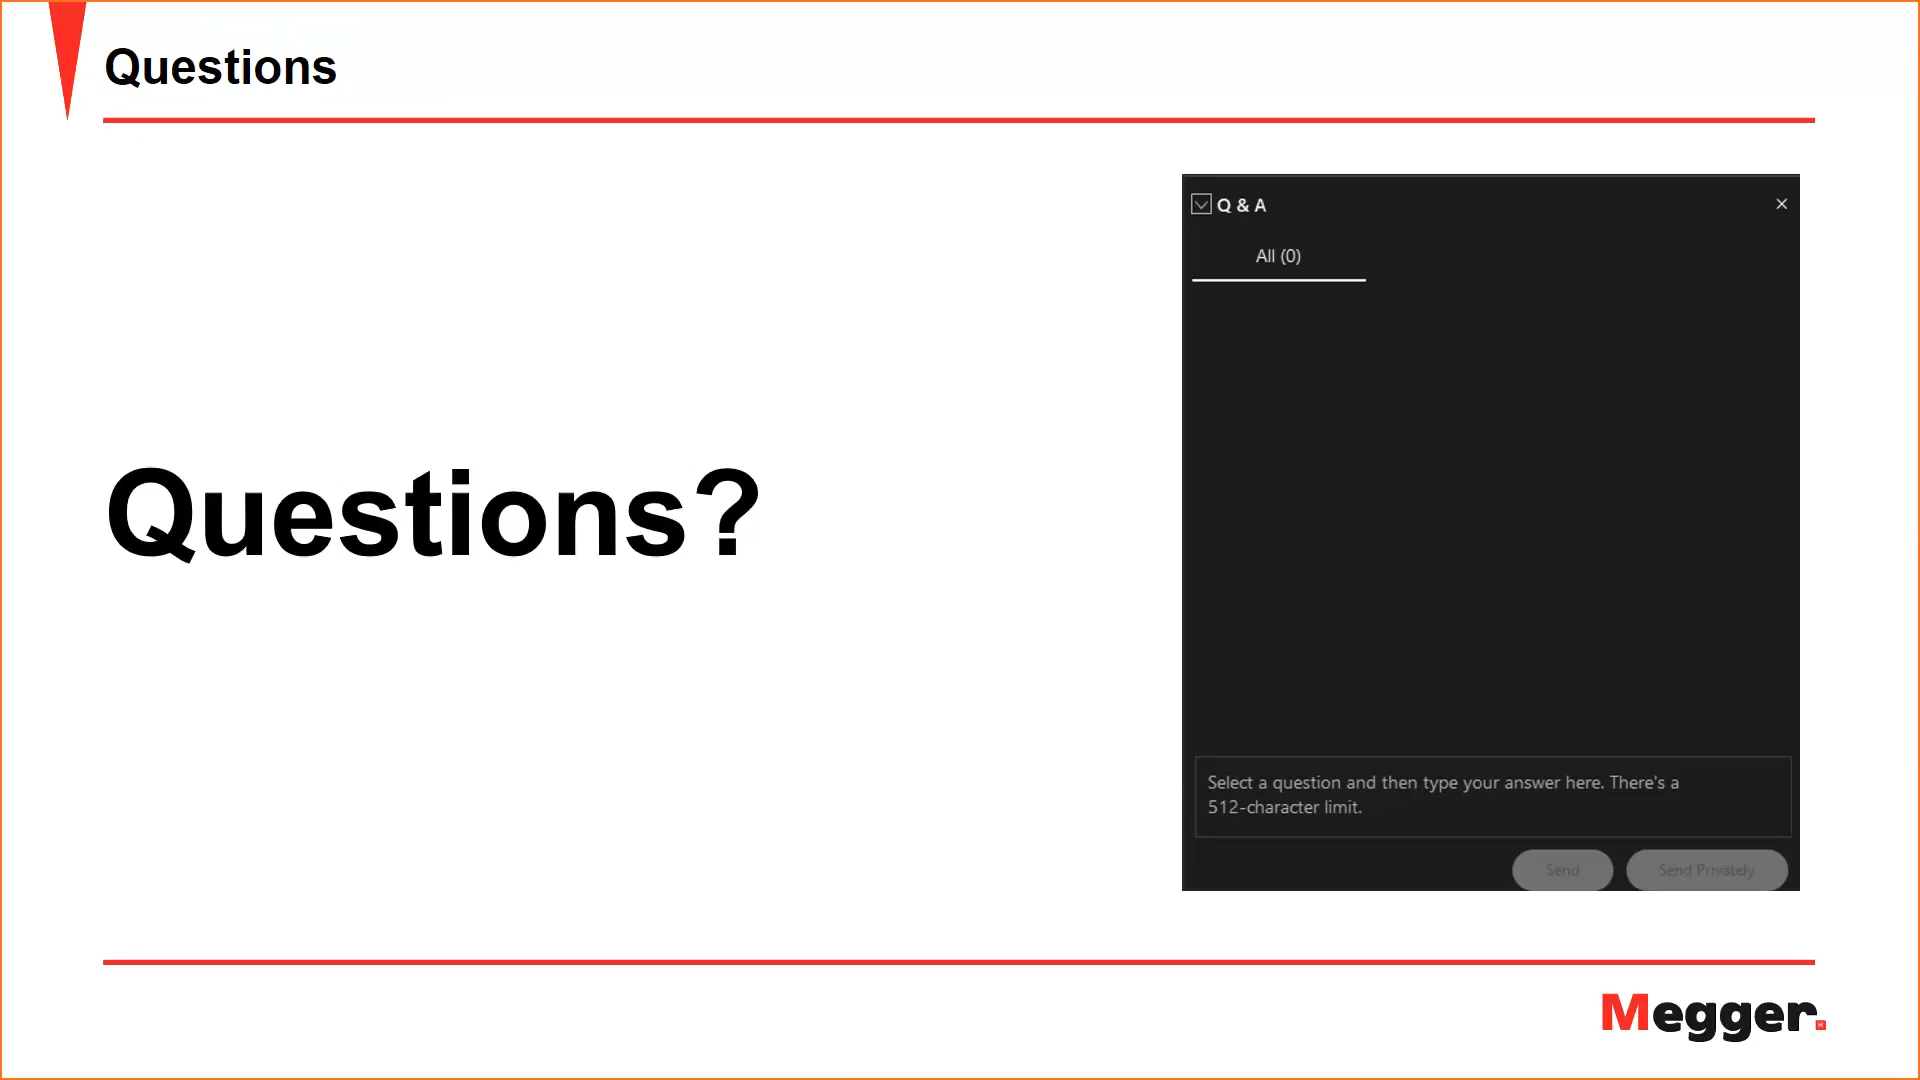 Questions
Questions?
Q & A
All (0)
Select a question and then type your answer here. There's a
512-character limit.
Send
Send Privately
Megger.